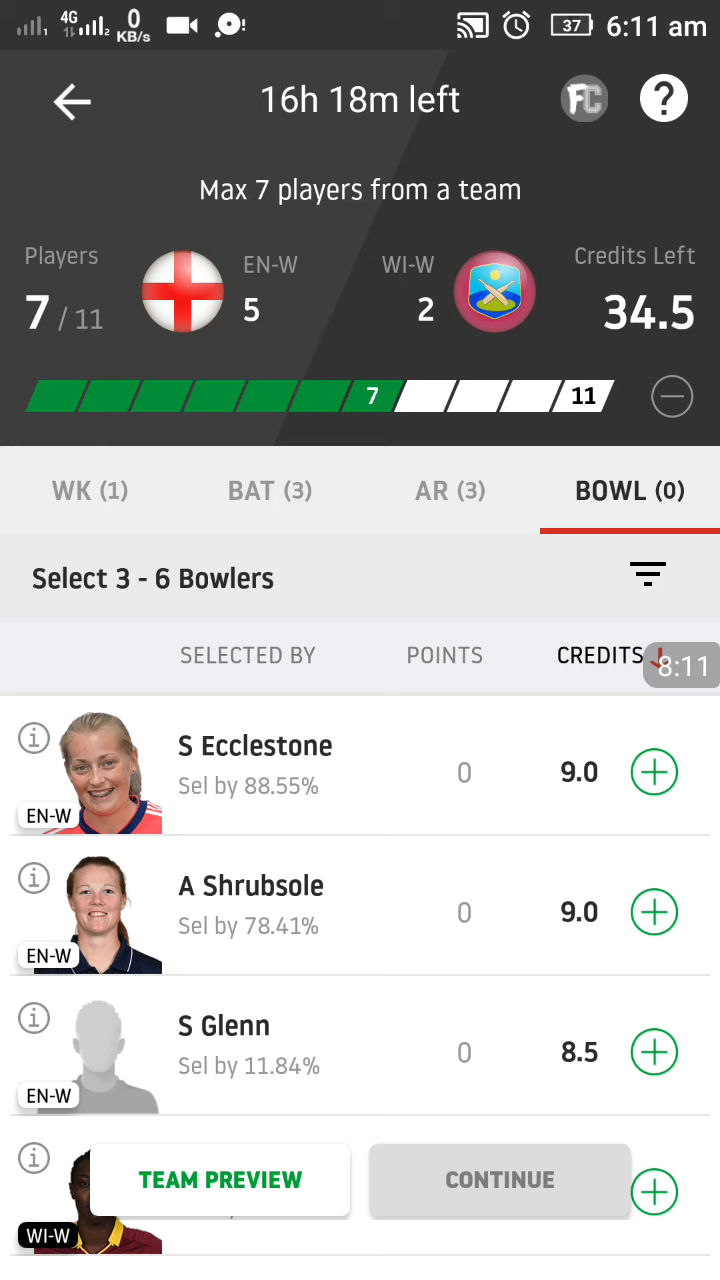 4G 0 KB/s 37 6:11 am
16h 18m left FC ?
Max 7 players from a team
Players EN-W WI-W Credits Left
7 / 11 5 2 34.5
7 11
WK (1) BAT (3) AR (3) BOWL (0)
Select 3 - 6 Bowlers
SELECTED BY POINTS CREDITS 8:11
S Ecclestone
Sel by 88.55% 0 9.0
EN-W
A Shrubsole
Sel by 78.41% 0 9.0
EN-W
S Glenn
Sel by 11.84% 0 8.5
EN-W
TEAM PREVIEW CONTINUE
WI-W